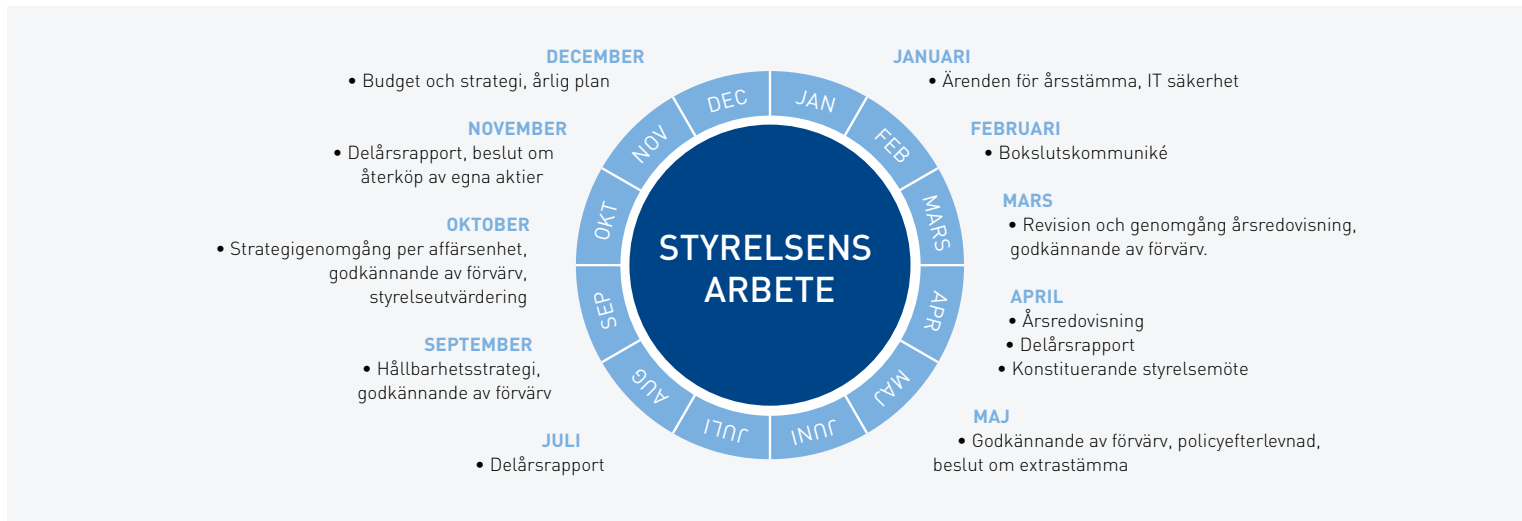 DECEMBER
• Budget och strategi, årlig plan
NOVEMBER
• Delårsrapport, beslut om
återköp av egna aktier
OKTOBER
• Strategigenomgång per affärsenhet,
godkännande av förvärv,
styrelseutvärdering
SEPTEMBER
• Hållbarhetsstrategi,
godkännande av förvärv
JULI
• Delårsrapport
DEC
JAN
NOV
FEB
OKT
MARS
SEP
APR
AUG
MAJ
JULI
JUNI
STYRELSENS
ARBETE
JANUARI
• Ärenden för årsstämma, IT säkerhet
FEBRUARI
• Bokslutskommuniké
MARS
• Revision och genomgång årsredovisning,
godkännande av förvärv.
APRIL
• Årsredovisning
• Delårsrapport
• Konstituerande styrelsemöte
MAJ
• Godkännande av förvärv, policyefterlevnad,
beslut om extrastämma